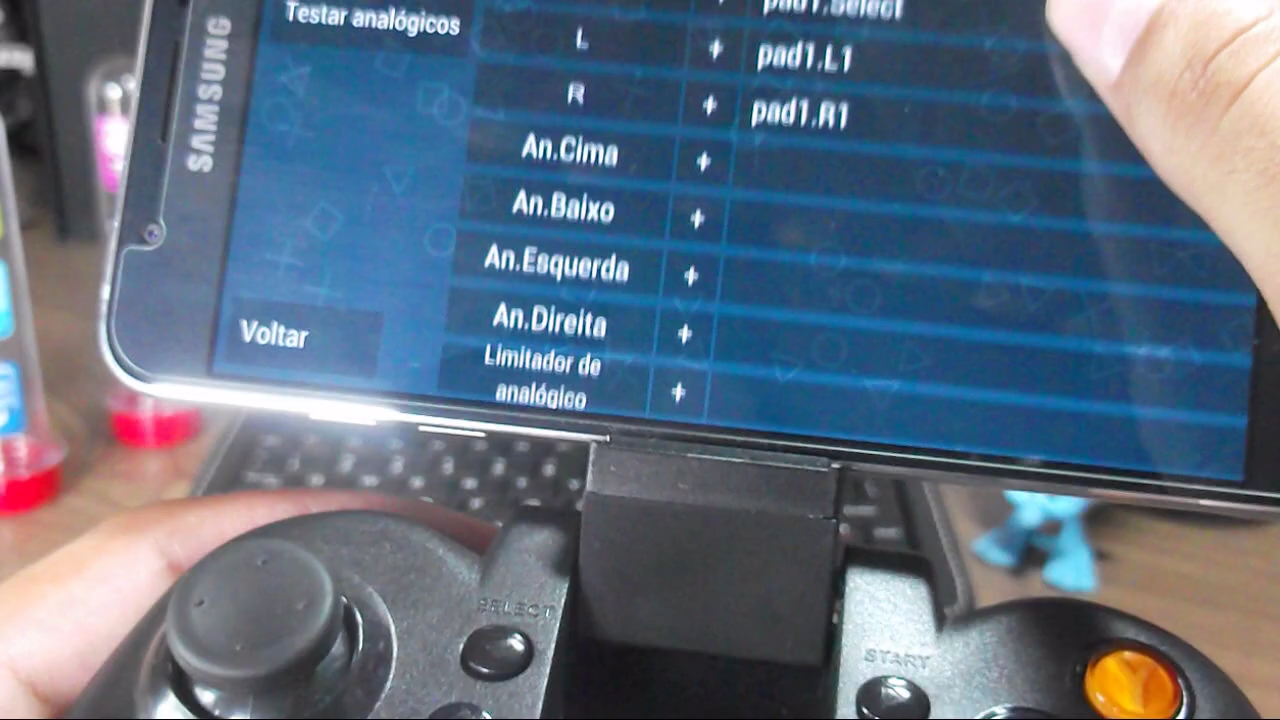 SAMSUNG
Testar analógicos
pad1.Select
L + pad1.L1
R + pad1.R1
An.Cima +
An.Baixo +
An.Esquerda +
An.Direita +
Limitador de
analógico +
Voltar
SELECT
START
Y